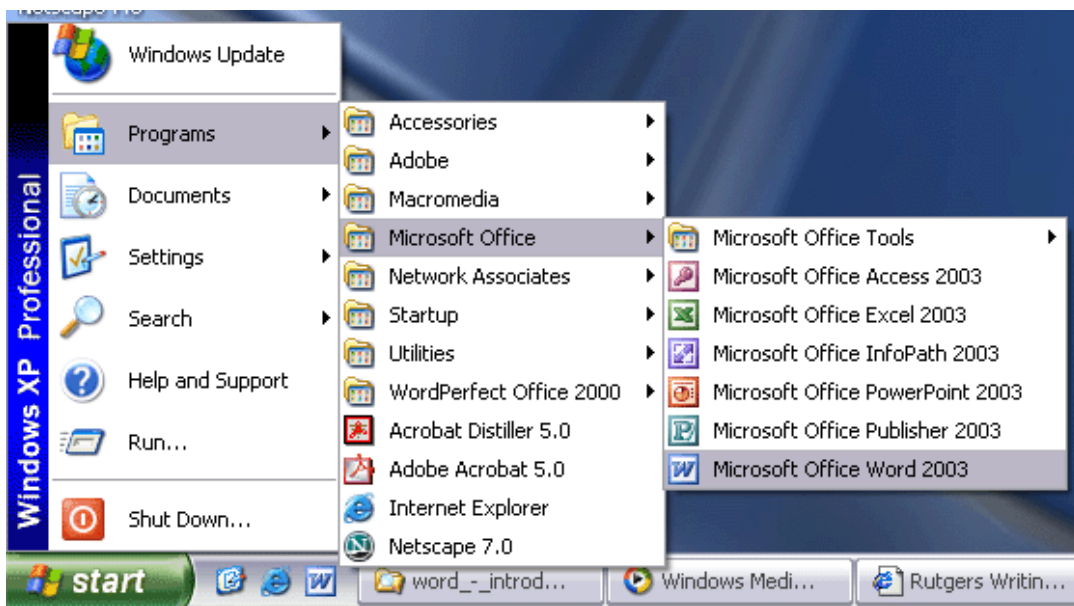 Windows XP Professional
Windows Update
Programs
Documents
Settings
Search
Help and Support
Run...
Shut Down...
Accessories
Adobe
Macromedia
Microsoft Office
Network Associates
Startup
Utilities
WordPerfect Office 2000
Acrobat Distiller 5.0
Adobe Acrobat 5.0
Internet Explorer
Netscape 7.0
Microsoft Office Tools
Microsoft Office Access 2003
Microsoft Office Excel 2003
Microsoft Office InfoPath 2003
Microsoft Office PowerPoint 2003
Microsoft Office Publisher 2003
Microsoft Office Word 2003
start
word_-_introd...
Windows Medi...
Rutgers Writin...